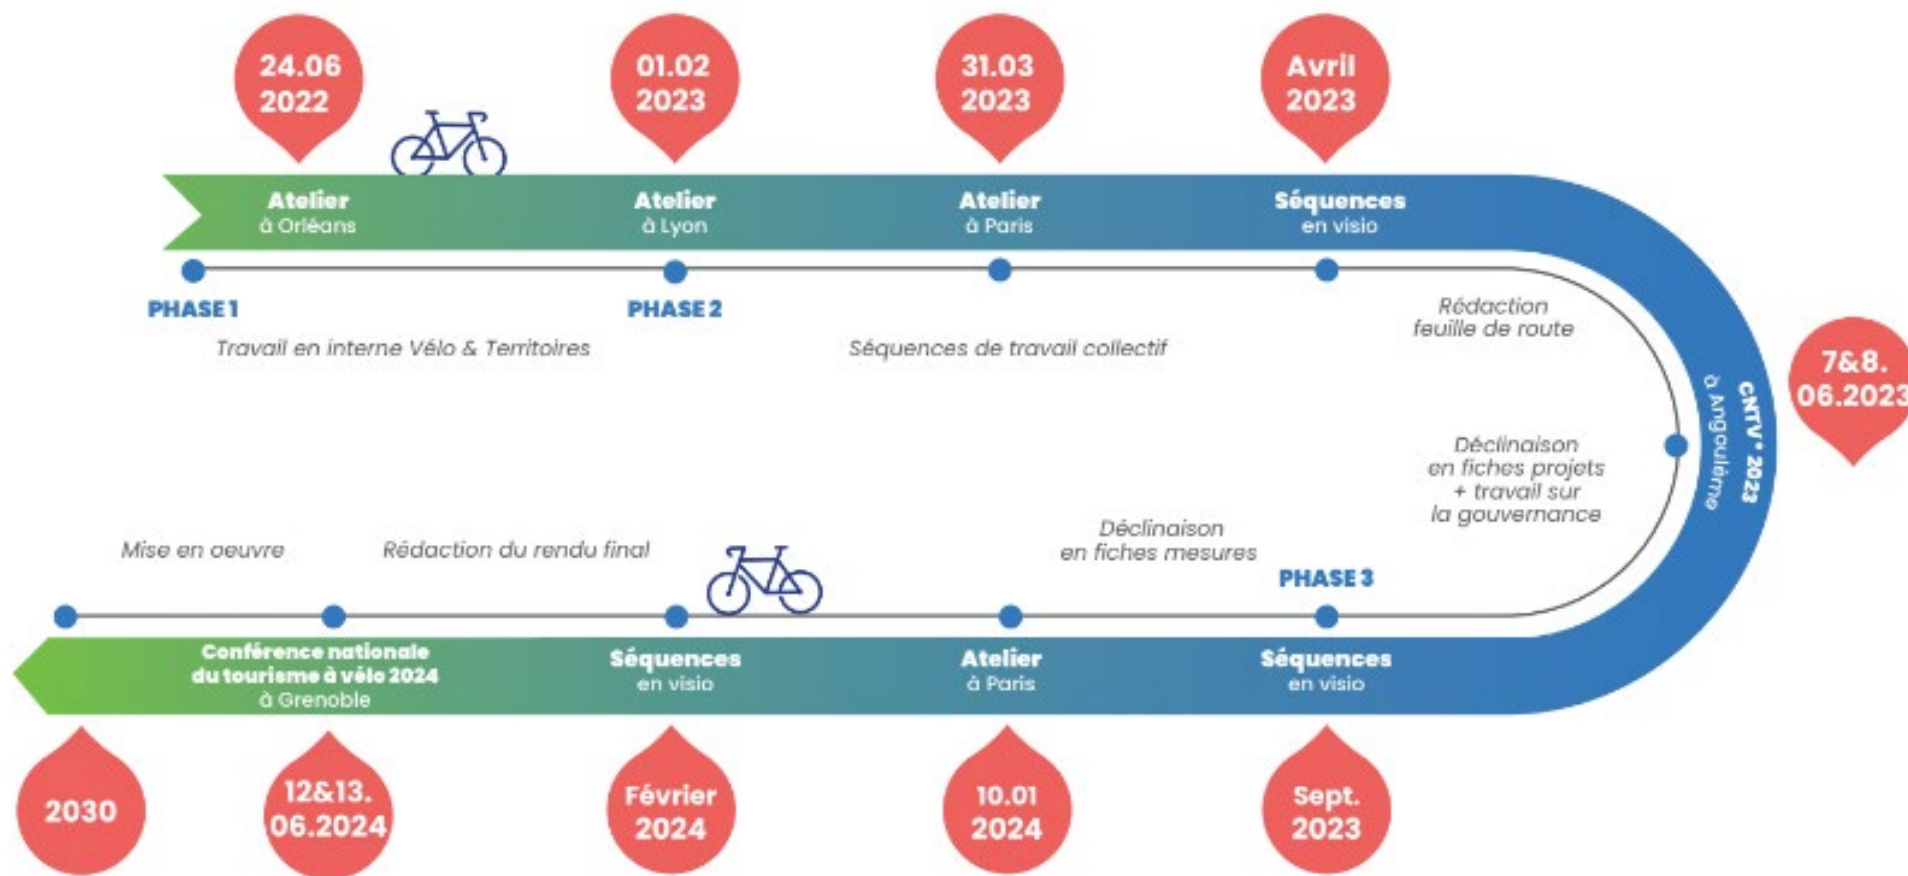 24.06
2022
01.02
2023
31.03
2023
Avril
2023
Atelier
à Orléans
Atelier
à Lyon
Atelier
à Paris
Séquences
en visio
PHASE 1
PHASE 2
Travail en interne Vélo & Territoires
Séquences de travail collectif
Rédaction
feuille de route
CNTV* 2023
à Angoulême
7&8.
06.2023
Déclinaison
en fiches projets
+ travail sur
la gouvernance
Déclinaison
en fiches mesures
PHASE 3
Rédaction du rendu final
Mise en oeuvre
Séquences
en visio
Atelier
à Paris
Séquences
en visio
Conférence nationale
du tourisme à vélo 2024
à Grenoble
Sept.
2023
10.01
2024
Février
2024
12&13.
06.2024
2030